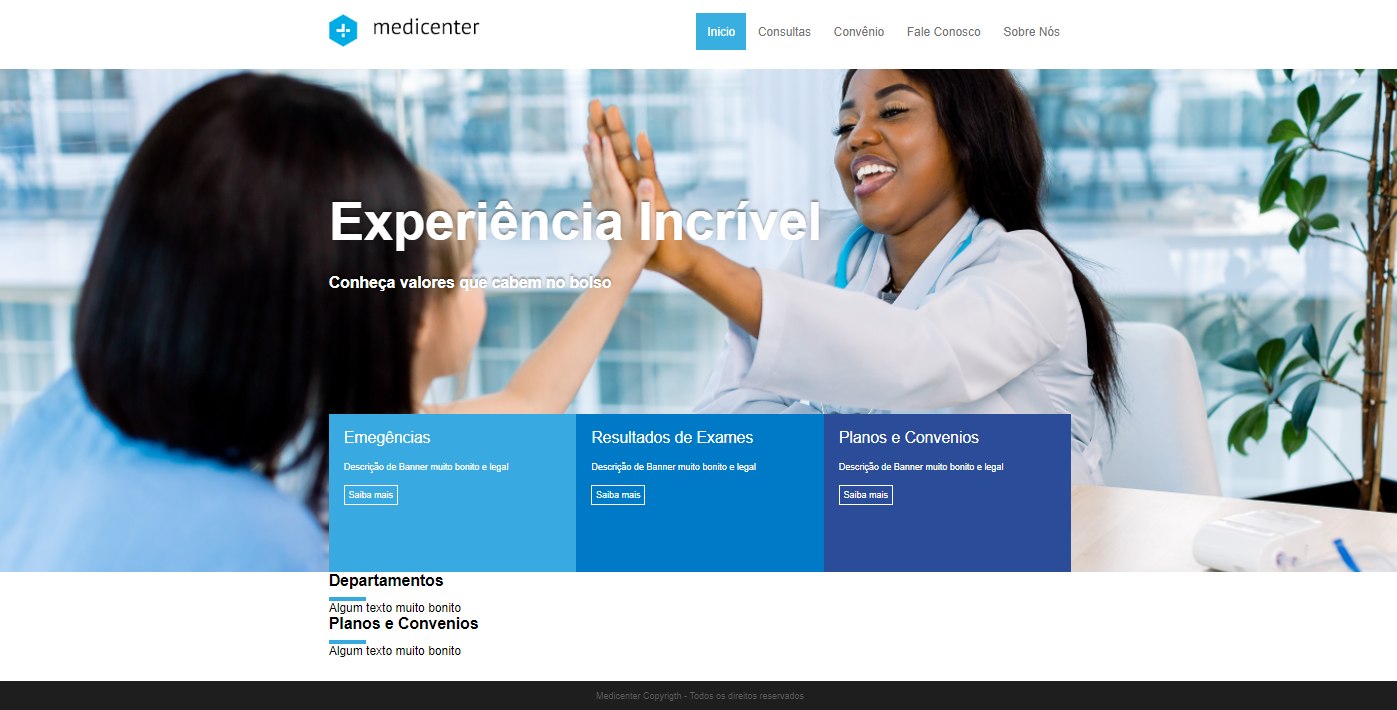 medicenter
Inicio Consultas Convênio Fale Conosco Sobre Nós
Experiência Incrível
Conheça valores que cabem no bolso
Emegências
Descrição de Banner muito bonito e legal
Saiba mais
Resultados de Exames
Descrição de Banner muito bonito e legal
Saiba mais
Planos e Convenios
Descrição de Banner muito bonito e legal
Saiba mais
Departamentos
Algum texto muito bonito
Planos e Convenios
Algum texto muito bonito
Medicenter Copyrigth - Todos os direitos reservados